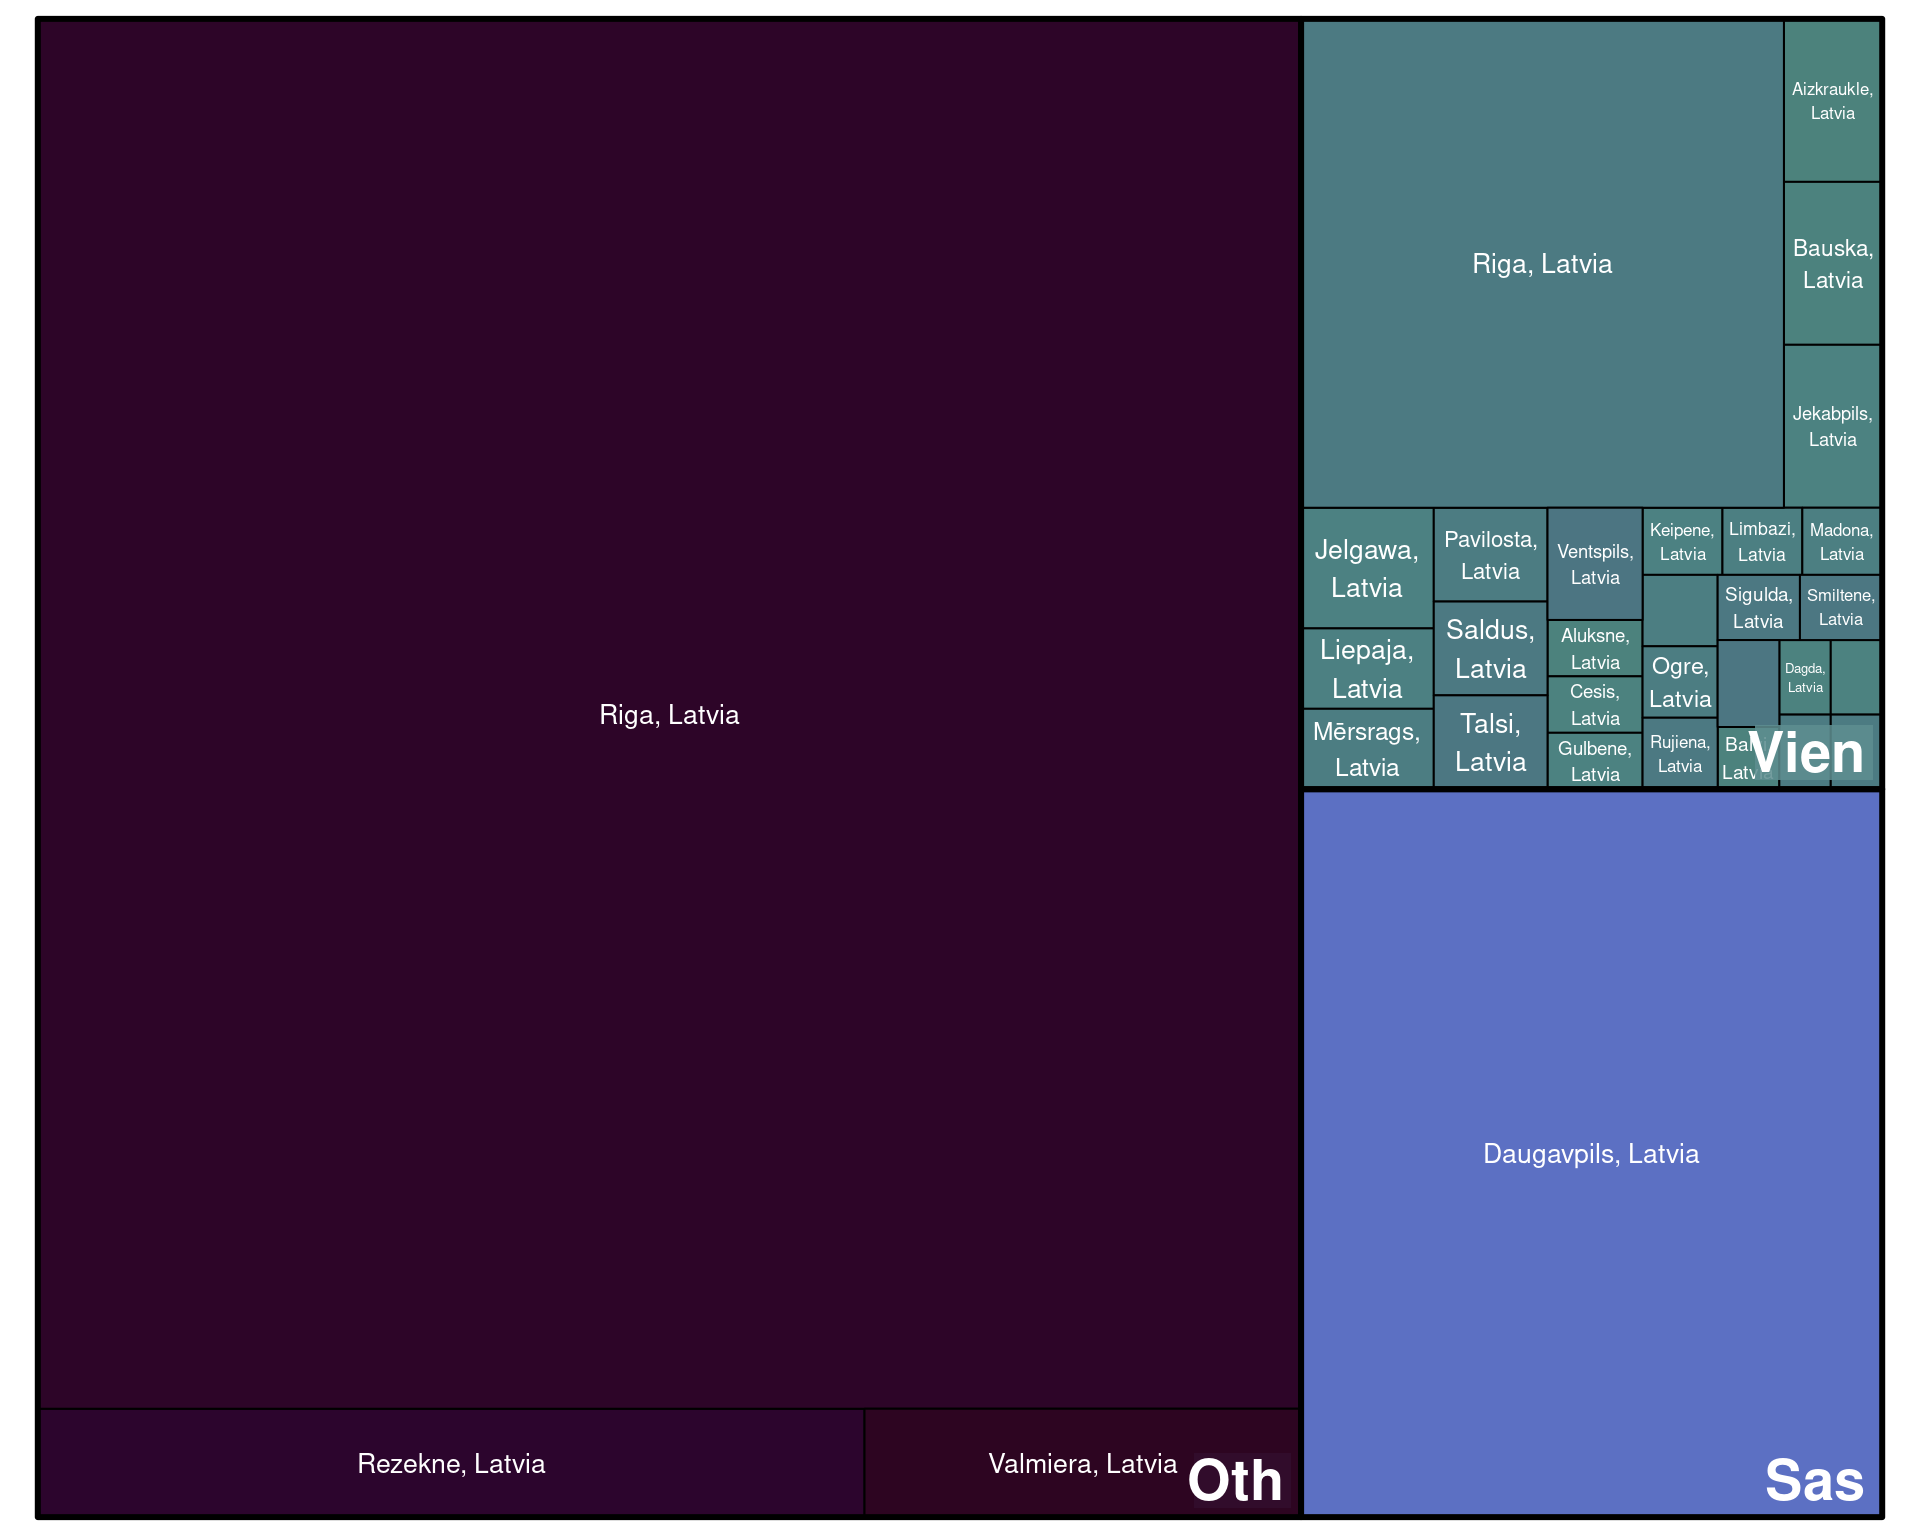 Riga, Latvia
Rezekne, Latvia
Valmiera, Latvia
Oth
Riga, Latvia
Aizkraukle,
Latvia
Bauska,
Latvia
Jekabpils,
Latvia
Jelgawa,
Latvia
Liepaja,
Latvia
Mērsrags,
Latvia
Pavilosta,
Latvia
Saldus,
Latvia
Talsi,
Latvia
Ventspils,
Latvia
Aluksne,
Latvia
Cesis,
Latvia
Gulbene,
Latvia
Keipene,
Latvia
Limbazi,
Latvia
Madona,
Latvia
Ogre,
Latvia
Rujiena,
Latvia
Sigulda,
Latvia
Smiltene,
Latvia
Dagda,
Latvia
Latvia
Vien
Daugavpils, Latvia
Sas